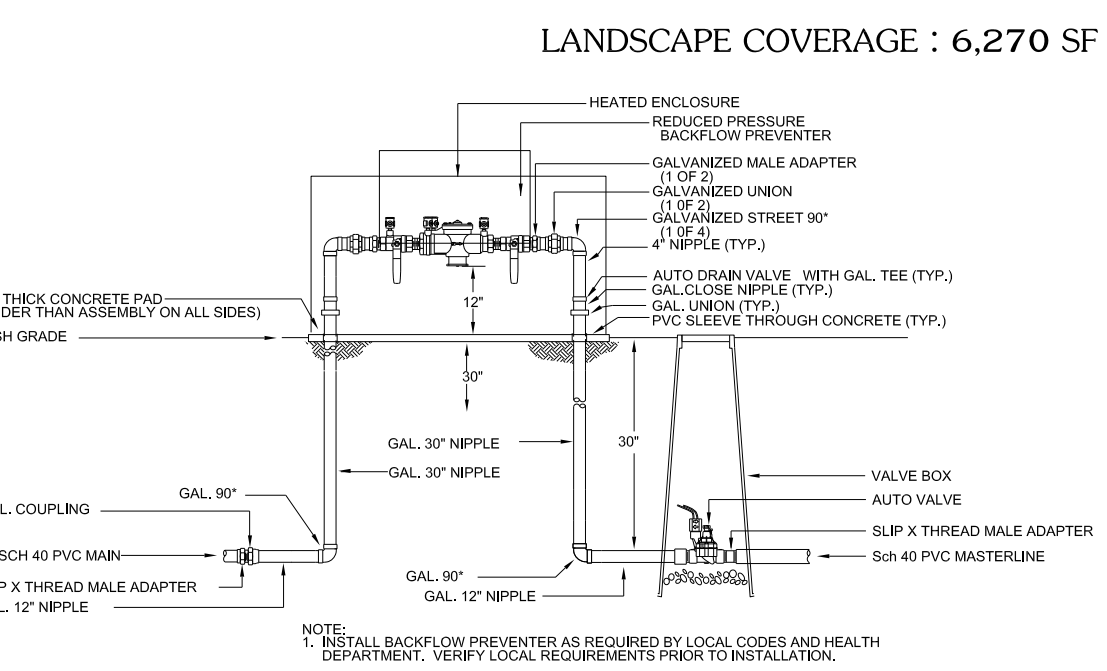 LANDSCAPE COVERAGE : 6,270 SF
HEATED ENCLOSURE
REDUCED PRESSURE
BACKFLOW PREVENTER
GALVANIZED MALE ADAPTER
(1 OF 2)
GALVANIZED UNION
(1 0F 2)
GALVANIZED STREET 90*
(1 0F 4)
4" NIPPLE (TYP.)
AUTO DRAIN VALVE WITH GAL. TEE (TYP.)
GAL.CLOSE NIPPLE (TYP.)
GAL. UNION (TYP.)
PVC SLEEVE THROUGH CONCRETE (TYP.)
12"
THICK CONCRETE PAD
DER THAN ASSEMBLY ON ALL SIDES)
SH GRADE
30"
GAL. 30" NIPPLE
30"
GAL. 30" NIPPLE
VALVE BOX
GAL. 90*
AUTO VALVE
L. COUPLING
SLIP X THREAD MALE ADAPTER
SCH 40 PVC MAIN
Sch 40 PVC MASTERLINE
P X THREAD MALE ADAPTER
GAL. 90*
GAL. 12" NIPPLE
L. 12" NIPPLE
NOTE:
1. INSTALL BACKFLOW PREVENTER AS REQUIRED BY LOCAL CODES AND HEALTH
DEPARTMENT. VERIFY LOCAL REQUIREMENTS PRIOR TO INSTALLATION.